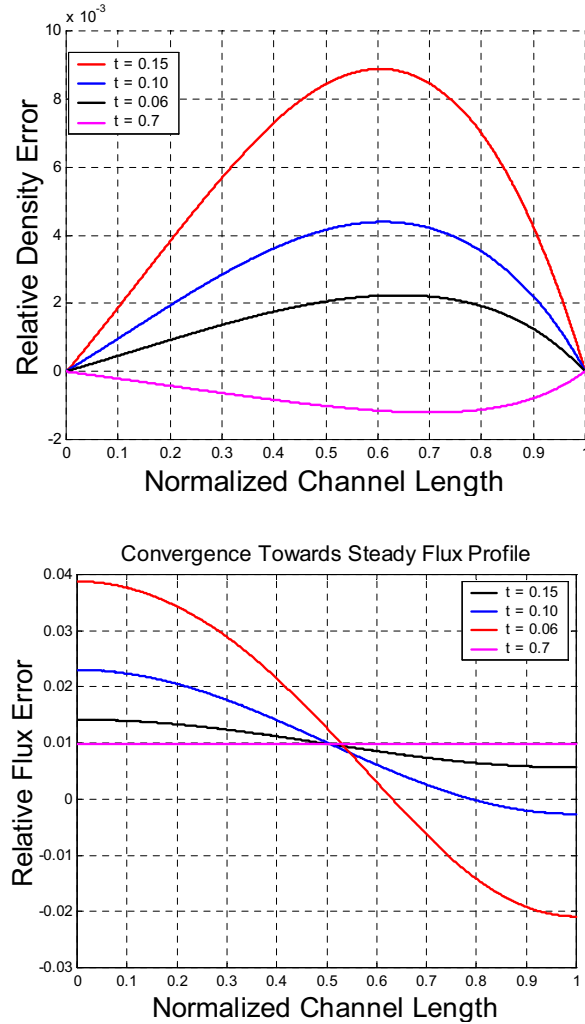 x 10⁻³
10
8
6
4
2
0
-2
Relative Density Error
t = 0.15
t = 0.10
t = 0.06
t = 0.7
0 0.1 0.2 0.3 0.4 0.5 0.6 0.7 0.8 0.9 1
Normalized Channel Length
Convergence Towards Steady Flux Profile
0.04
0.03
0.02
0.01
0
-0.01
-0.02
-0.03
Relative Flux Error
t = 0.15
t = 0.10
t = 0.06
t = 0.7
0 0.1 0.2 0.3 0.4 0.5 0.6 0.7 0.8 0.9 1
Normalized Channel Length